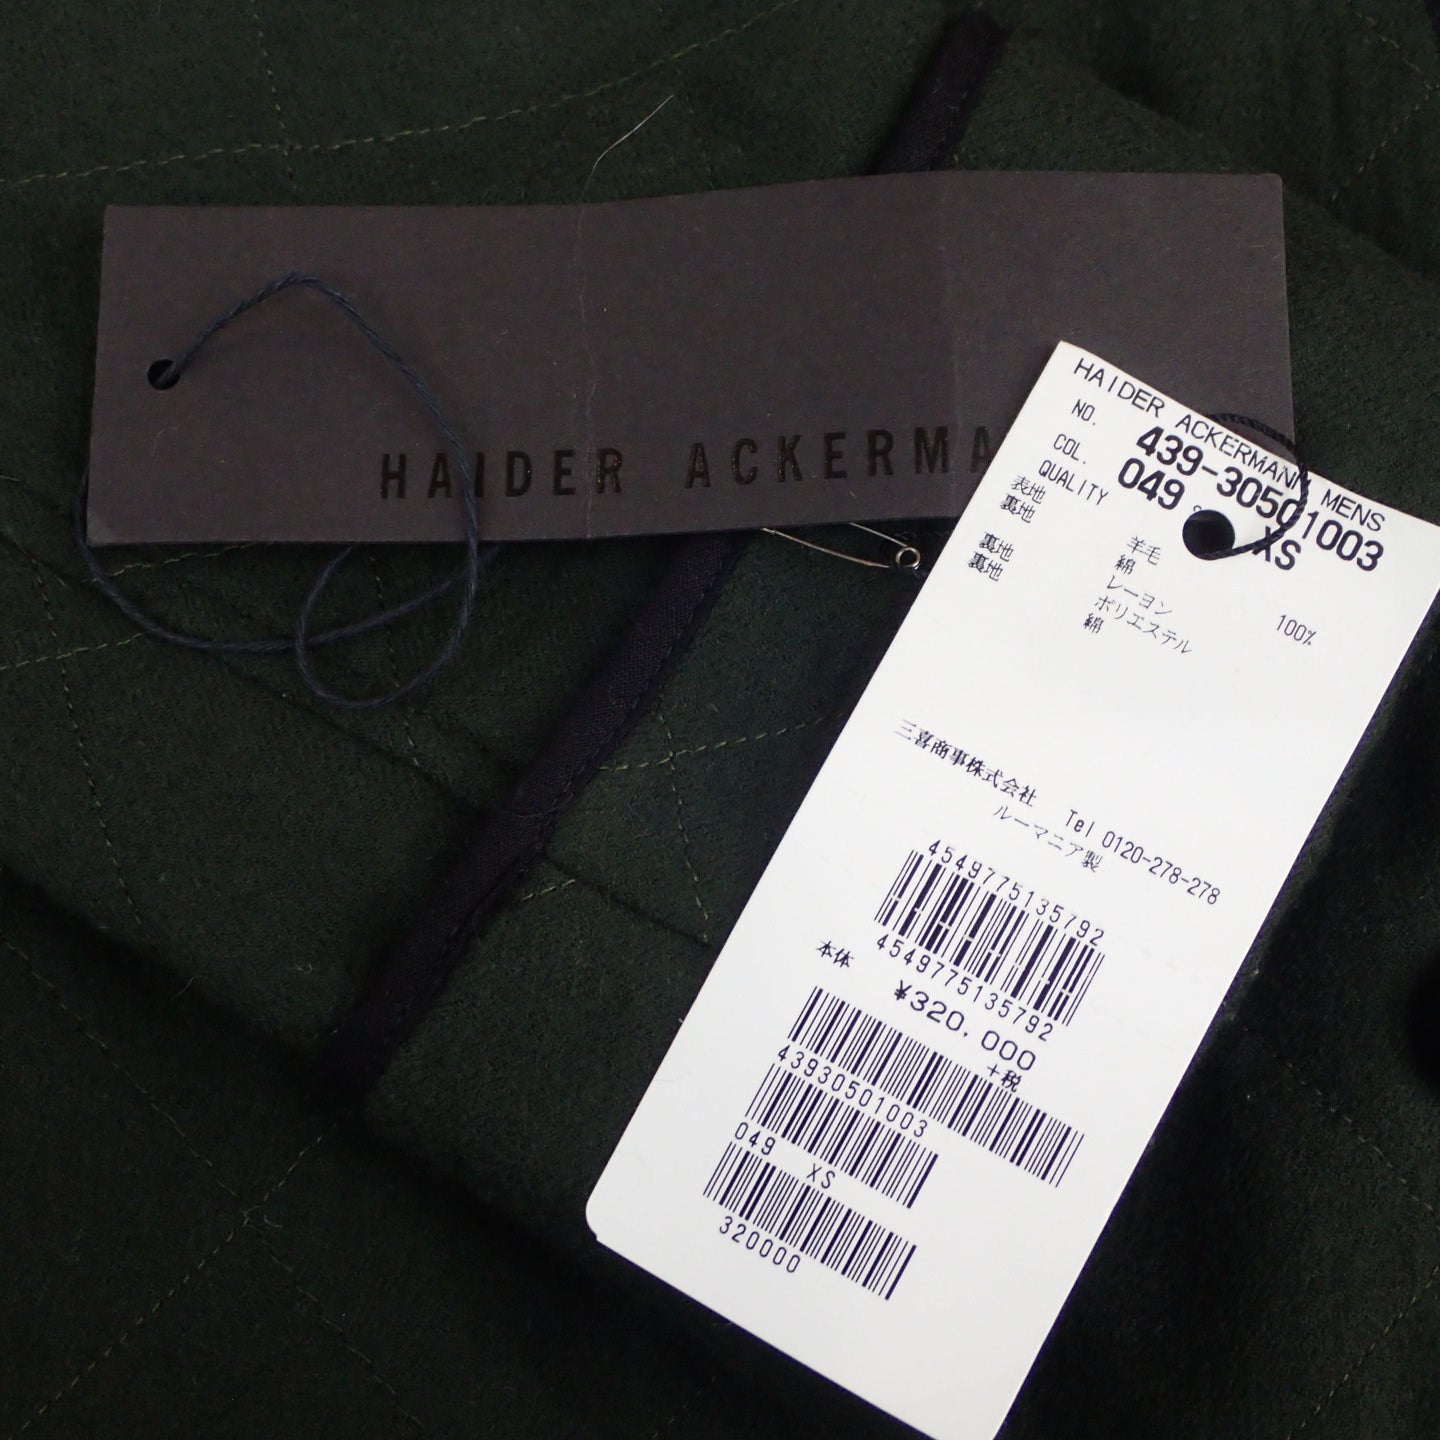 HAIDER ACKERMA
HAIDER ACKERMANN MENS
NO. 439-30501003
COL. 049 XS
QUALITY
表地 羊毛 100%
裏地 綿
レーヨン
裏地 ポリエステル
裏地 綿
三喜商事株式会社 Tel 0120-278-278
ルーマニア製
4549775135792
4549775135792
本体 ¥320,000
+税
43930501003
049 XS
320000